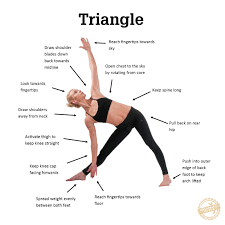 Triangle
Draw shoulder
blades down
back towards
midline
Reach fingertips towards
sky
Open chest to the sky
by rotating from core
Look towards
fingertips
Keep spine long
Draw shoulders
away from neck
Pull back on rear
hip
Activate thigh to
keep knee straight
Keep knee cap
facing forwards
Push into outer
edge of back
foot to keep
arch lifted
Spread weight evenly
between both feet
Reach fingertips towards
floor